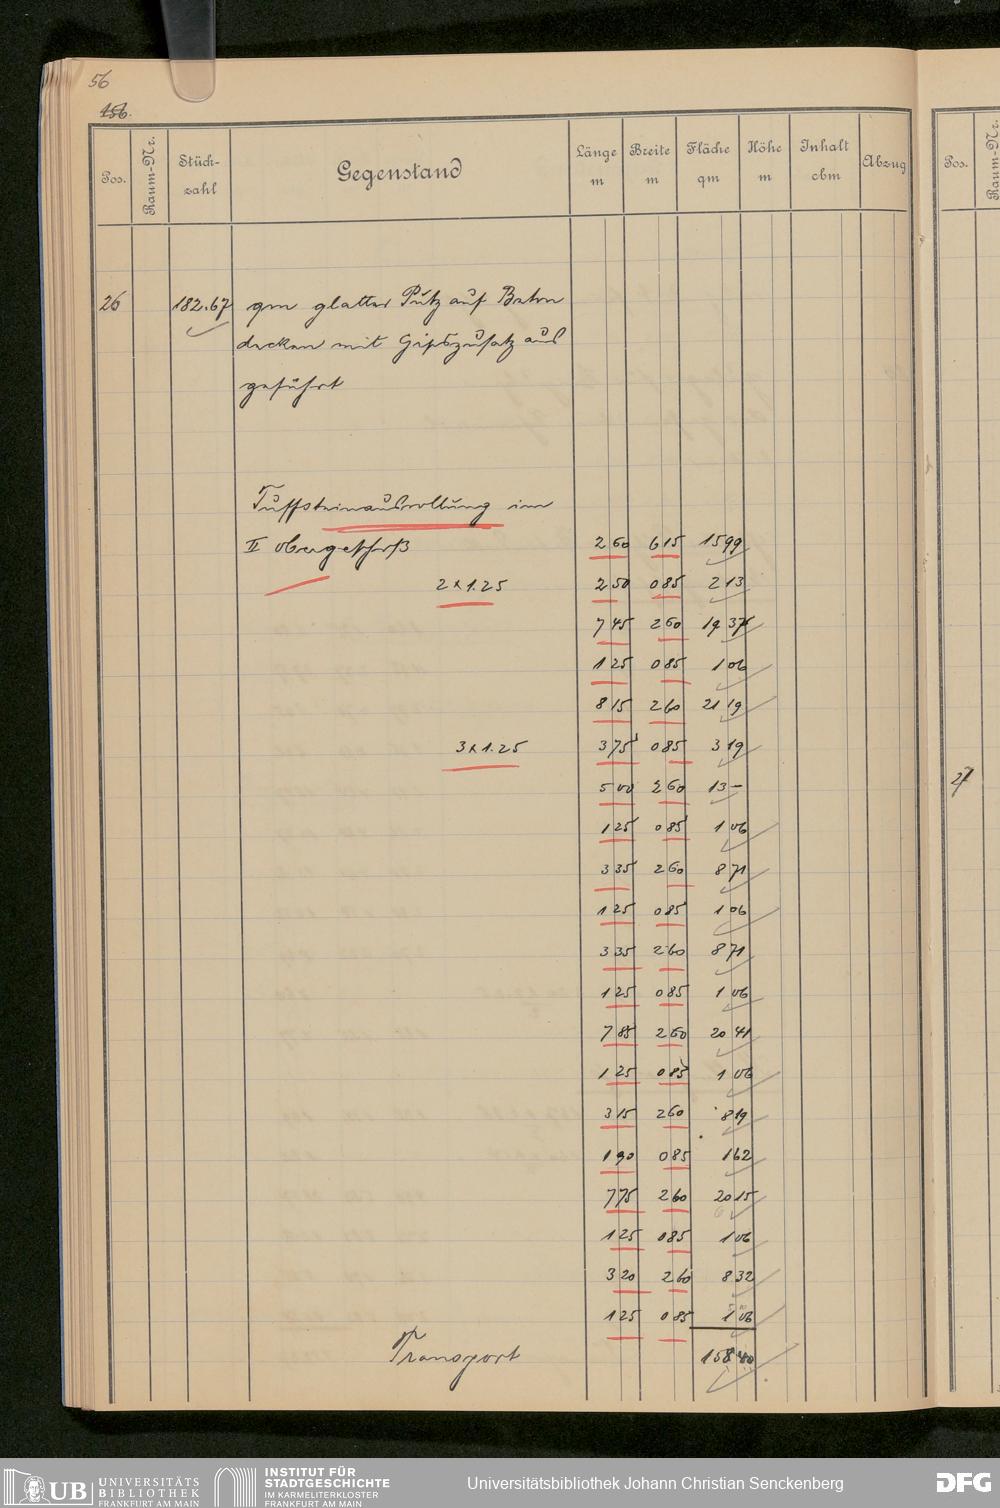 56
156.
Pos.
Raum-Nr.
Stück-
zahl
Gegenstand
Länge
m
Breite
m
Fläche
qm
Höhe
m
Inhalt
cbm
Abzug
Pos.
Raum-Nr.
26 182.67 qm glatter Putz auf Beton
decken mit Gipszusatz aus
geführt
Tuffsteinausrollung im
II Obergeschoß 2 60 6 15 15 99
2 x 1.25 2 50 0 85 2 13
7 45 2 60 19 37
1 25 0 85 1 06
8 15 2 60 21 19
3 x 1.25 3 75 0 85 3 19
5 00 2 60 13 –
27
1 25 0 85 1 06
3 35 2 60 8 71
1 25 0 85 1 06
3 35 2 60 8 71
1 25 0 85 1 06
7 85 2 60 20 41
1 25 0 85 1 06
3 15 2 60 8 19
1 90 0 85 1 62
7 75 2 60 20 15
1 25 0 85 1 06
3 20 2 60 8 32
1 25 0 85 1 06
Transport 158 40
UB
UNIVERSITÄTS
BIBLIOTHEK
FRANKFURT AM MAIN
INSTITUT FÜR
STADTGESCHICHTE
IM KARMELITERKLOSTER
FRANKFURT AM MAIN
Universitätsbibliothek Johann Christian Senckenberg
DFG